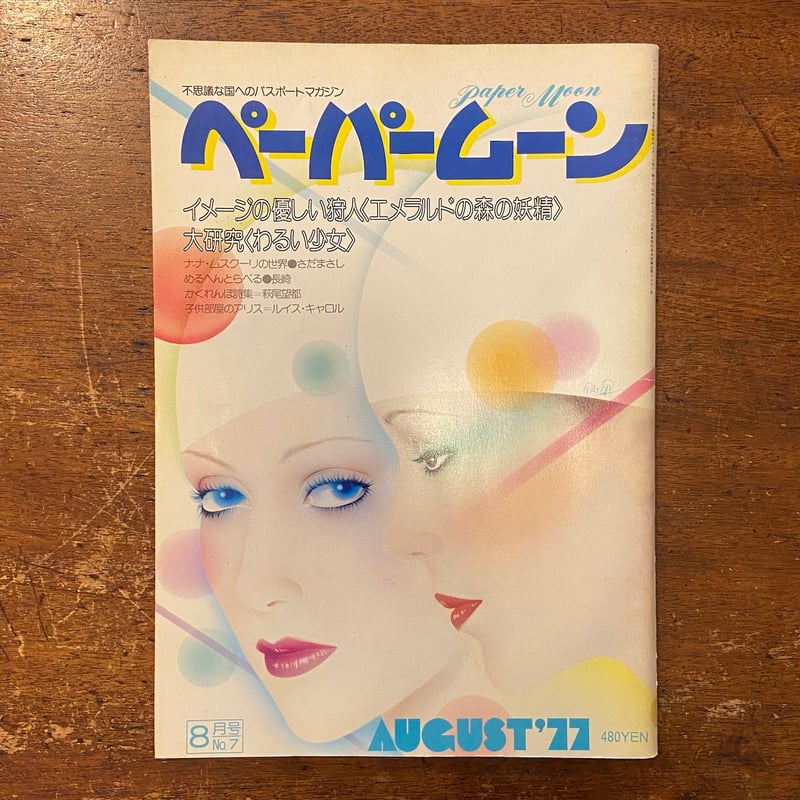 不思議な国へのパスポートマガジン
Paper Moon
ペーパームーン
イメージの優しい狩人〈エメラルドの森の妖精〉
大研究〈わるい少女〉
ナナ・ムスクーリの世界●さだまさし
めるへんとらべる●長崎
かくれんぼ詩集=萩尾望都
子供部屋のアリス=ルイス・キャロル
8月号
No.7
AUGUST'77
480YEN